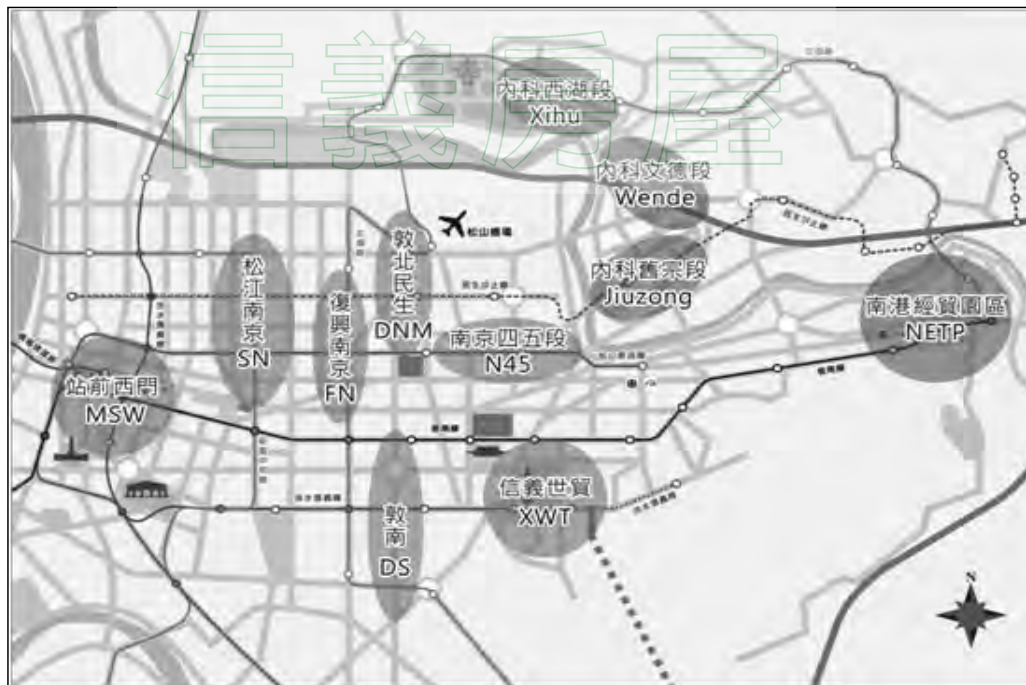 信義房屋
內科西湖段
Xihu
內科文德段
Wende
松山機場
內科舊宗段
Jiuzong
松江南京
SN
復興南京
FN
敦北民生
DNM
南京四五段
N45
南港經貿園區
NETP
站前西門
MSW
信義世貿
XWT
敦南
DS
N